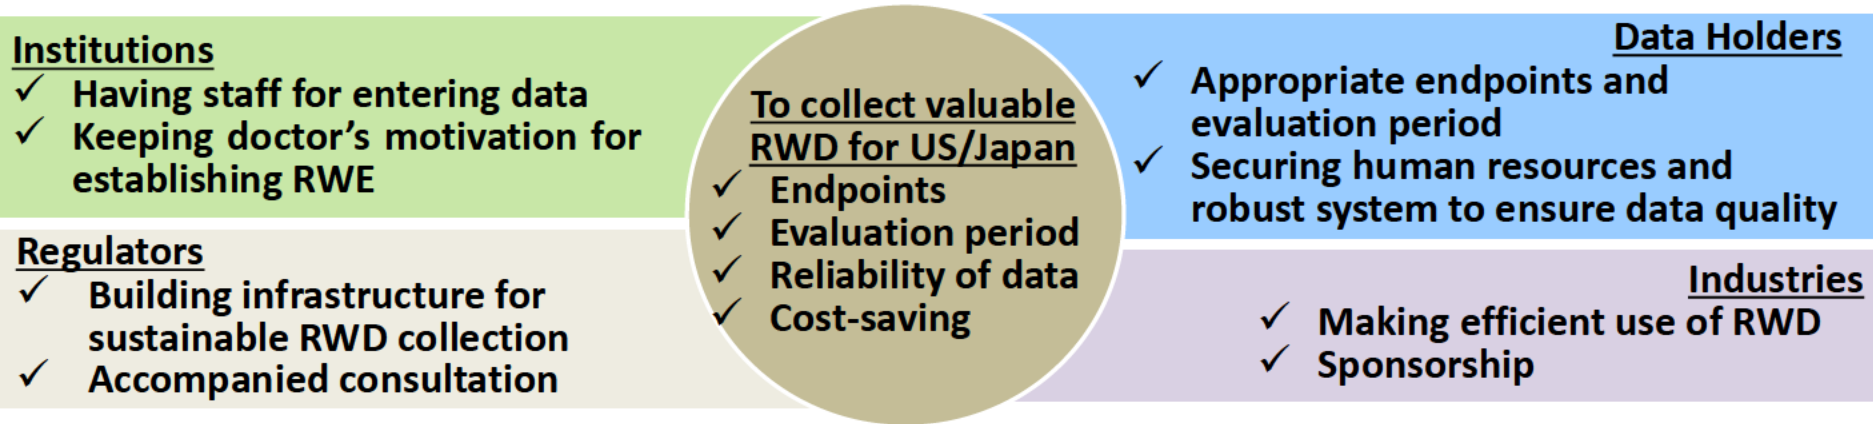 Institutions
✓ Having staff for entering data
✓ Keeping doctor’s motivation for
establishing RWE
Regulators
✓ Building infrastructure for
sustainable RWD collection
✓ Accompanied consultation
To collect valuable
RWD for US/Japan
✓ Endpoints
✓ Evaluation period
✓ Reliability of data
✓ Cost-saving
Data Holders
✓ Appropriate endpoints and
evaluation period
✓ Securing human resources and
robust system to ensure data quality
Industries
✓ Making efficient use of RWD
✓ Sponsorship